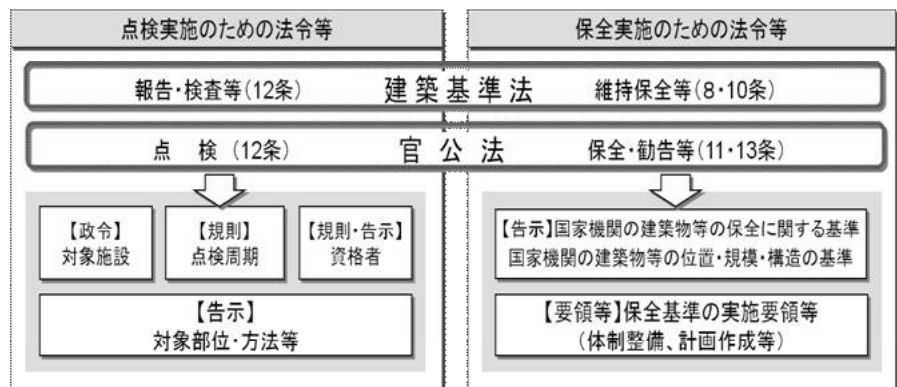 点検実施のための法令等
保全実施のための法令等
報告・検査等(12条) 建築基準法 維持保全等(8・10条)
点 検 (12条) 官 公 法 保全・勧告等(11・13条)
【政令】
対象施設
【規則】
点検周期
【規則・告示】
資格者
【告示】
対象部位・方法等
【告示】国家機関の建築物等の保全に関する基準
国家機関の建築物等の位置・規模・構造の基準
【要領等】保全基準の実施要領等
(体制整備、計画作成等)